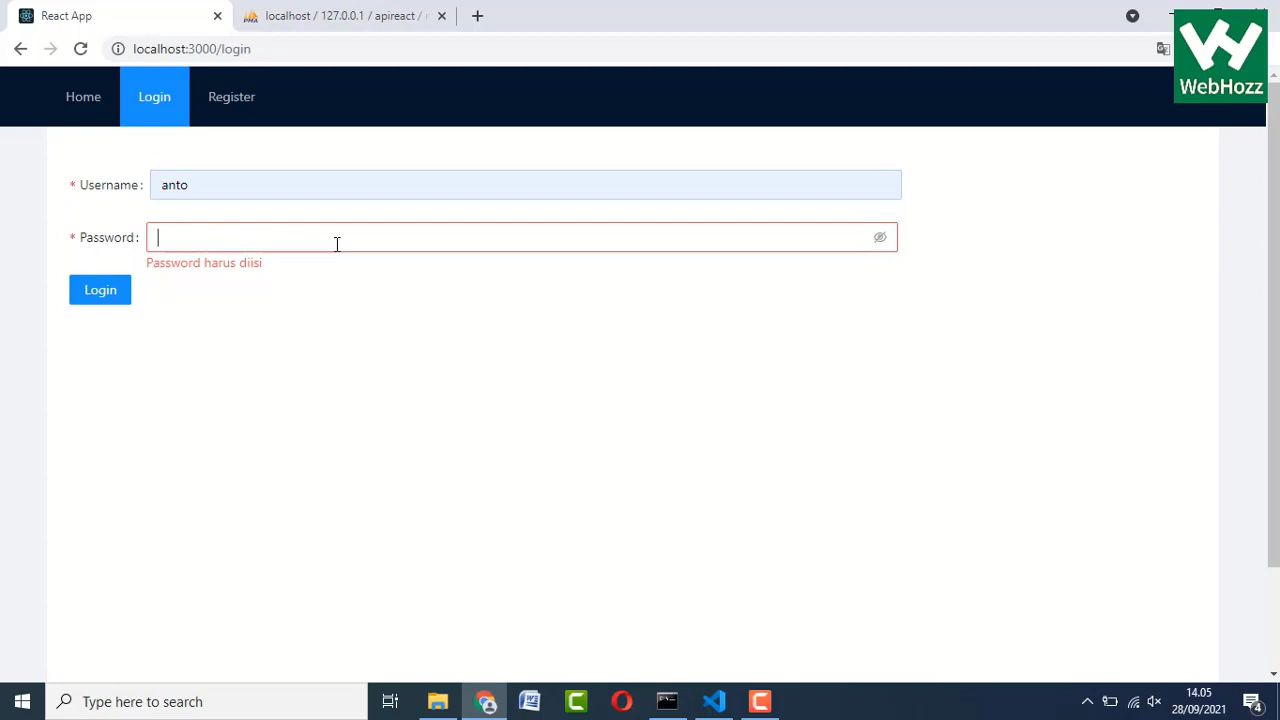 React App
localhost / 127.0.0.1 / apireact /
localhost:3000/login
WebHozz
Home
Login
Register
* Username:
anto
* Password:
Password harus diisi
Login
Type here to search
14.05
28/09/2021
4